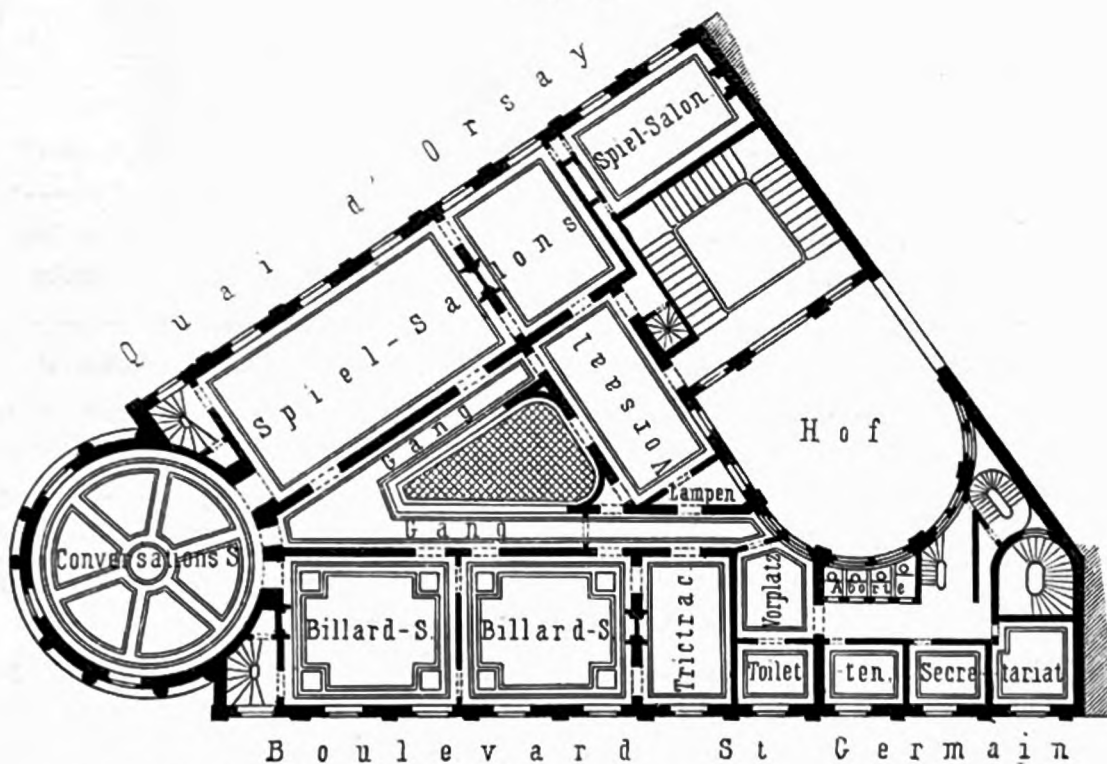 Quai d'Orsay
Spiel-Salon.
Spiel-Salons
Vorsaal
Hof
Gang
Lampen
Gang
Conversations S.
Billard-S.
Billard-S.
Trictrac.
Vorplatz
Aborte
Toilet-
-ten.
Secre-
tariat
Boulevard St Germain